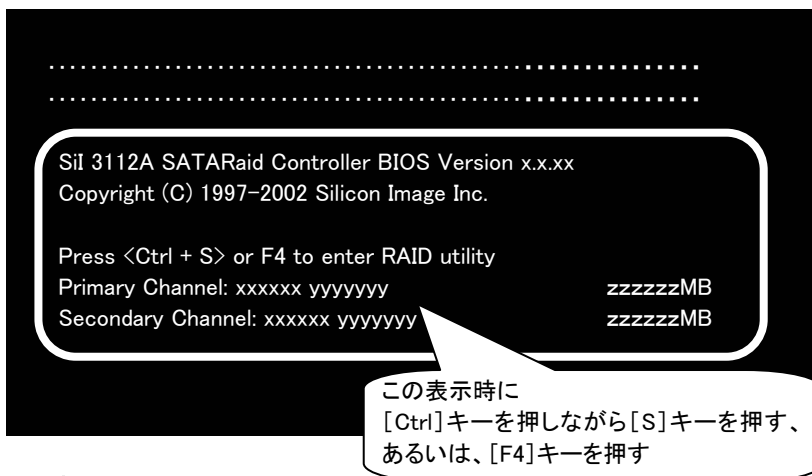 SiI 3112A SATARaid Controller BIOS Version x.x.xx
Copyright (C) 1997-2002 Silicon Image Inc.
Press <Ctrl + S> or F4 to enter RAID utility
Primary Channel: xxxxxx yyyyyyy zzzzzzMB
Secondary Channel: xxxxxx yyyyyyy zzzzzzMB
この表示時に
[Ctrl]キーを押しながら[S]キーを押す、
あるいは、[F4]キーを押す